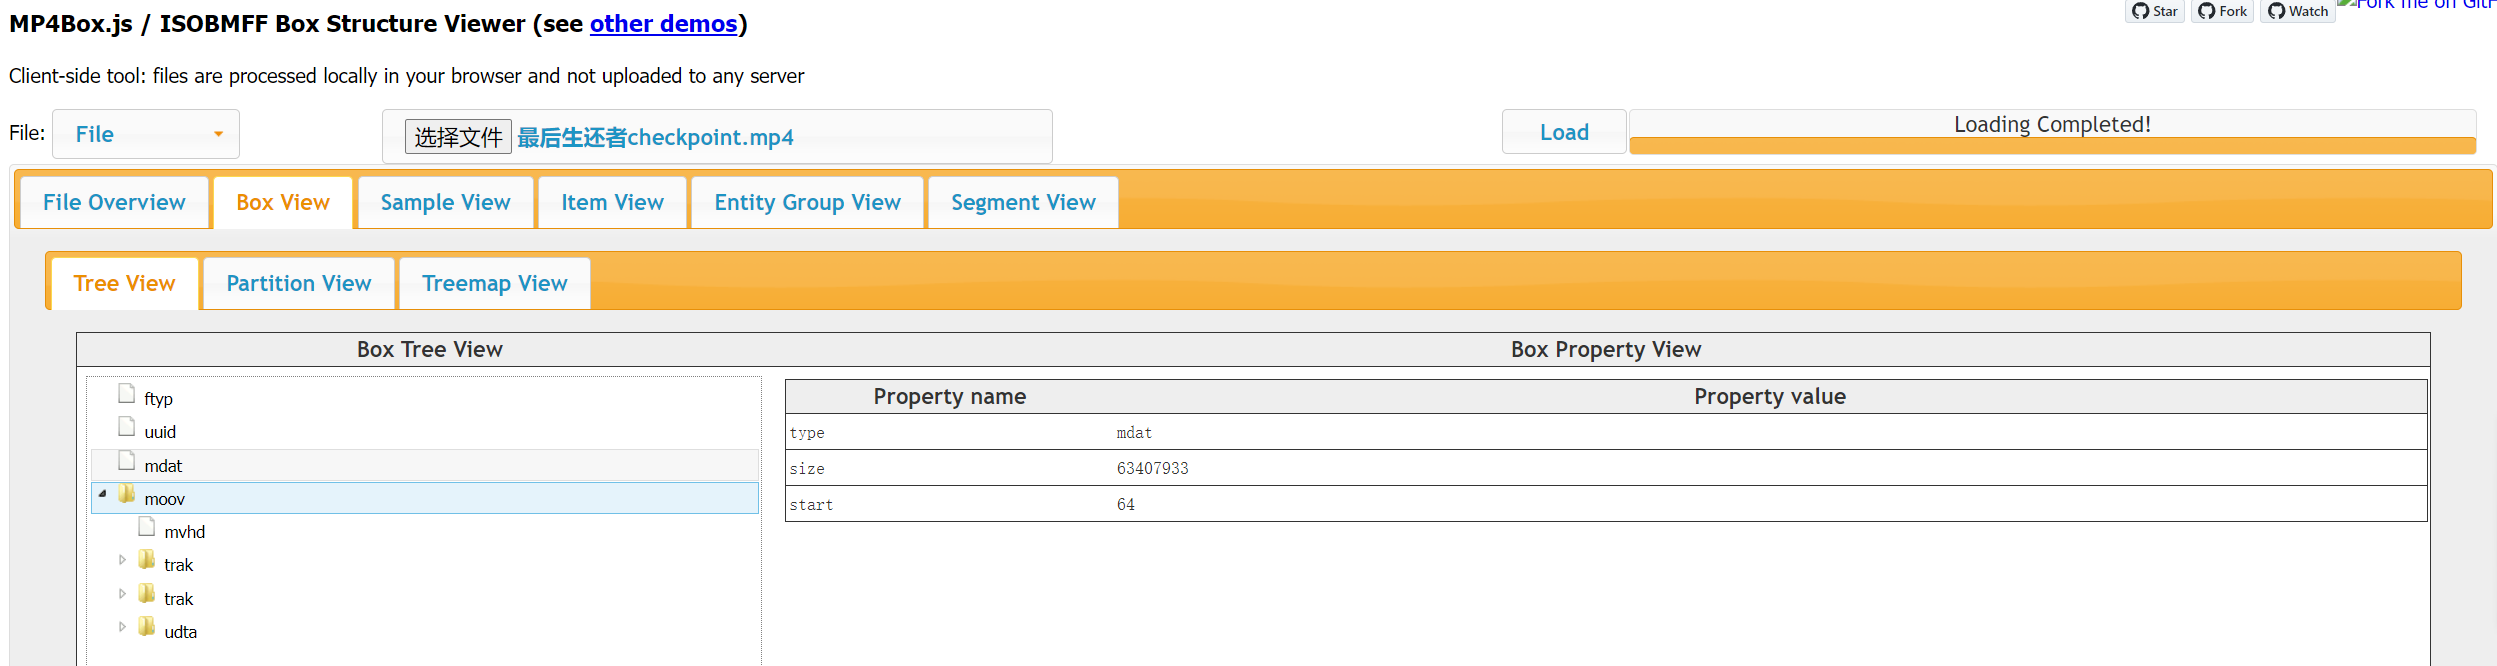 MP4Box.js / ISOBMFF Box Structure Viewer (see other demos)
Star Fork Watch
Fork me on
Client-side tool: files are processed locally in your browser and not uploaded to any server
File: File 选择文件 最后生还者checkpoint.mp4 Load Loading Completed!
File Overview Box View Sample View Item View Entity Group View Segment View
Tree View Partition View Treemap View
Box Tree View Box Property View
Property name Property value
ftyp
uuid
mdat
moov
mvhd
trak
trak
udta
type mdat
size 63407933
start 64